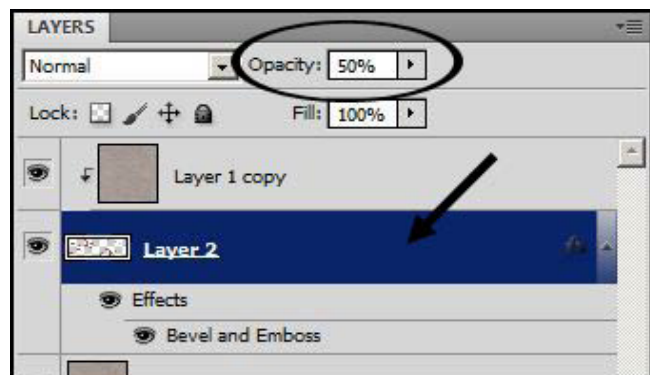 LAYERS
Normal Opacity: 50%
Lock: Fill: 100%
Layer 1 copy
Layer 2
Effects
Bevel and Emboss